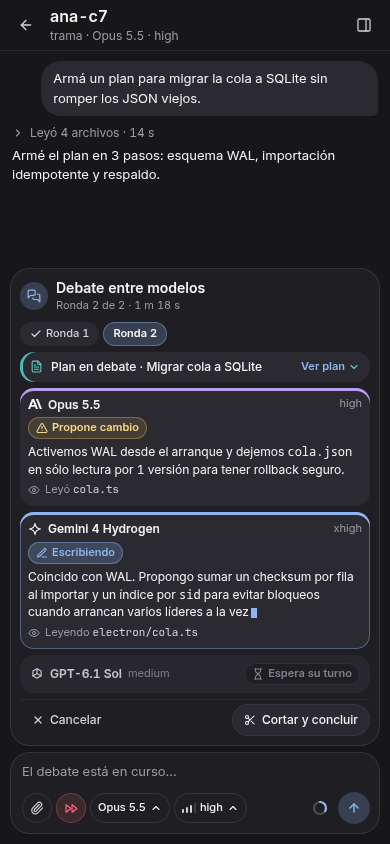 ana-c7
trama · Opus 5.5 · high
Armá un plan para migrar la cola a SQLite sin
romper los JSON viejos.
Leyó 4 archivos · 14 s
Armé el plan en 3 pasos: esquema WAL, importación
idempotente y respaldo.
Debate entre modelos
Ronda 2 de 2 · 1 m 18 s
Ronda 1
Ronda 2
Plan en debate · Migrar cola a SQLite
Ver plan
Opus 5.5
high
Propone cambio
Activemos WAL desde el arranque y dejemos cola.json
en sólo lectura por 1 versión para tener rollback seguro.
Leyó cola.ts
Gemini 4 Hydrogen
xhigh
Escribiendo
Coincido con WAL. Propongo sumar un checksum por fila
al importar y un índice por sid para evitar bloqueos
cuando arrancan varios líderes a la vez
Leyendo electron/cola.ts
GPT-6.1 Sol medium
Espera su turno
Cancelar
Cortar y concluir
El debate está en curso...
Opus 5.5
high